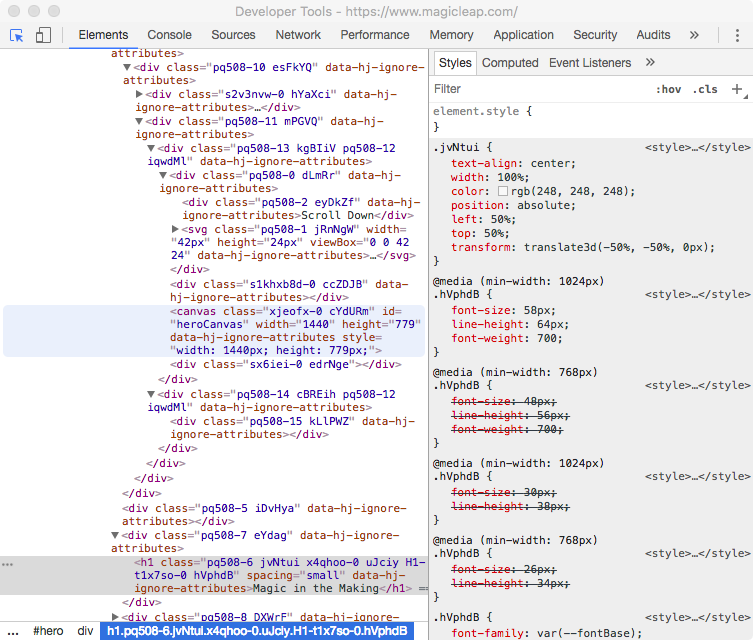 Developer Tools - https://www.magicleap.com/
Elements Console Sources Network Performance Memory Application Security Audits »
attributes>
▼<div class="pq508-10 esFkYQ" data-hj-ignore-
attributes>
▶<div class="s2v3nvw-0 hYaXci" data-hj-
ignore-attributes>…</div>
▼<div class="pq508-11 mPGVQ" data-hj-
ignore-attributes>
▼<div class="pq508-13 kgBIiV pq508-12
iqwdMl" data-hj-ignore-attributes>
▼<div class="pq508-0 dLmRr" data-hj-
ignore-attributes>
<div class="pq508-2 eyDkZf" data-hj-
ignore-attributes>Scroll Down</div>
▶<svg class="pq508-1 jRnNgW" width=
"42px" height="24px" viewBox="0 0 42
24" data-hj-ignore-attributes>…</svg>
</div>
<div class="s1khxb8d-0 ccZDJB" data-
hj-ignore-attributes></div>
<canvas class="xjeofx-0 cYdURm" id=
"heroCanvas" width="1440" height="779"
data-hj-ignore-attributes style=
"width: 1440px; height: 779px;">
<div class="sx6iei-0 edrNge"></div>
</div>
▼<div class="pq508-14 cBREih pq508-12
iqwdMl" data-hj-ignore-attributes>
<div class="pq508-15 kLlPWZ" data-hj-
ignore-attributes></div>
</div>
</div>
</div>
</div>
<div class="pq508-5 iDvHya" data-hj-ignore-
attributes></div>
▼<div class="pq508-7 eYdag" data-hj-ignore-
attributes>
… <h1 class="pq508-6 jvNtui x4qhoo-0 uJciy H1-
t1x7so-0 hVphdB" spacing="small" data-hj-
ignore-attributes>Magic in the Making</h1> ==
</div>
▶<div class="pq508-8 DXWrF" data-hj-ignore-
… #hero div h1.pq508-6.jvNtui.x4qhoo-0.uJciy.H1-t1x7so-0.hVphdB
Styles Computed Event Listeners »
Filter :hov .cls +
element.style {
}
.jvNtui { <style>…</style>
text-align: center;
width: 100%;
color: rgb(248, 248, 248);
position: absolute;
left: 50%;
top: 50%;
transform: translate3d(-50%, -50%, 0px);
}
@media (min-width: 1024px)
.hVphdB { <style>…</style>
font-size: 58px;
line-height: 64px;
font-weight: 700;
}
@media (min-width: 768px)
.hVphdB { <style>…</style>
font-size: 48px;
line-height: 56px;
font-weight: 700;
}
@media (min-width: 1024px)
.hVphdB { <style>…</style>
font-size: 30px;
line-height: 38px;
}
@media (min-width: 768px)
.hVphdB { <style>…</style>
font-size: 26px;
line-height: 34px;
}
.hVphdB { <style>…</style>
font-family: var(--fontBase);